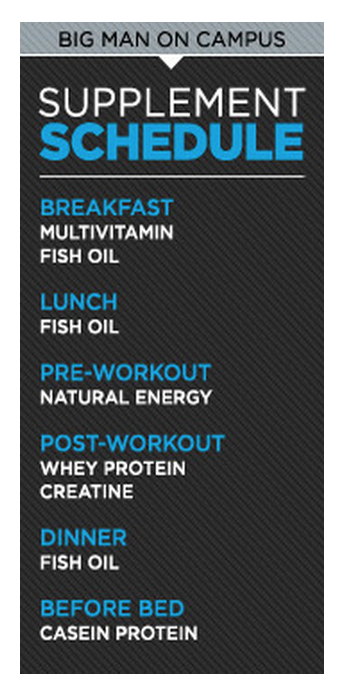 BIG MAN ON CAMPUS
SUPPLEMENT
SCHEDULE
BREAKFAST
MULTIVITAMIN
FISH OIL
LUNCH
FISH OIL
PRE-WORKOUT
NATURAL ENERGY
POST-WORKOUT
WHEY PROTEIN
CREATINE
DINNER
FISH OIL
BEFORE BED
CASEIN PROTEIN